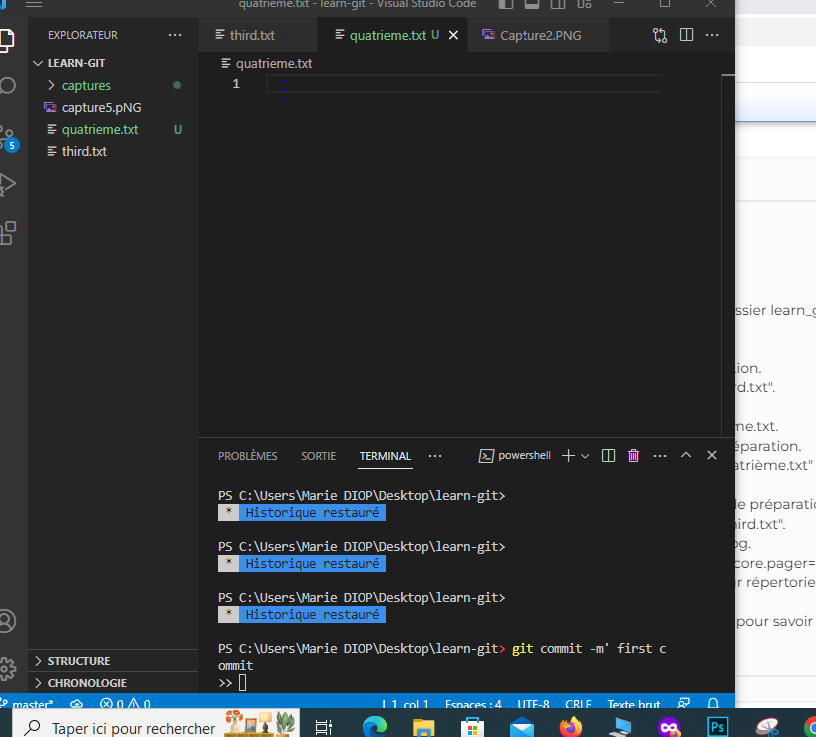 quatrieme.txt - learn-git - Visual Studio Code
EXPLORATEUR
LEARN-GIT
captures
capture5.pNG
quatrieme.txt U
third.txt
third.txt
quatrieme.txt U
Capture2.PNG
quatrieme.txt
1
5
PROBLÈMES
SORTIE
TERMINAL
powershell
PS C:\Users\Marie DIOP\Desktop\learn-git>
* Historique restauré
PS C:\Users\Marie DIOP\Desktop\learn-git>
* Historique restauré
PS C:\Users\Marie DIOP\Desktop\learn-git>
* Historique restauré
PS C:\Users\Marie DIOP\Desktop\learn-git> git commit -m' first c
ommit
>>
STRUCTURE
CHRONOLOGIE
master*
0 0
L 1, col 1
Espaces : 4
UTF-8
CRLF
Texte brut
ssier learn_g
ion.
rd.txt".
me.txt.
éparation.
atrième.txt"
le préparatio
hird.txt".
og.
core.pager=
ur répertorie
pour savoir
Taper ici pour rechercher
Ps